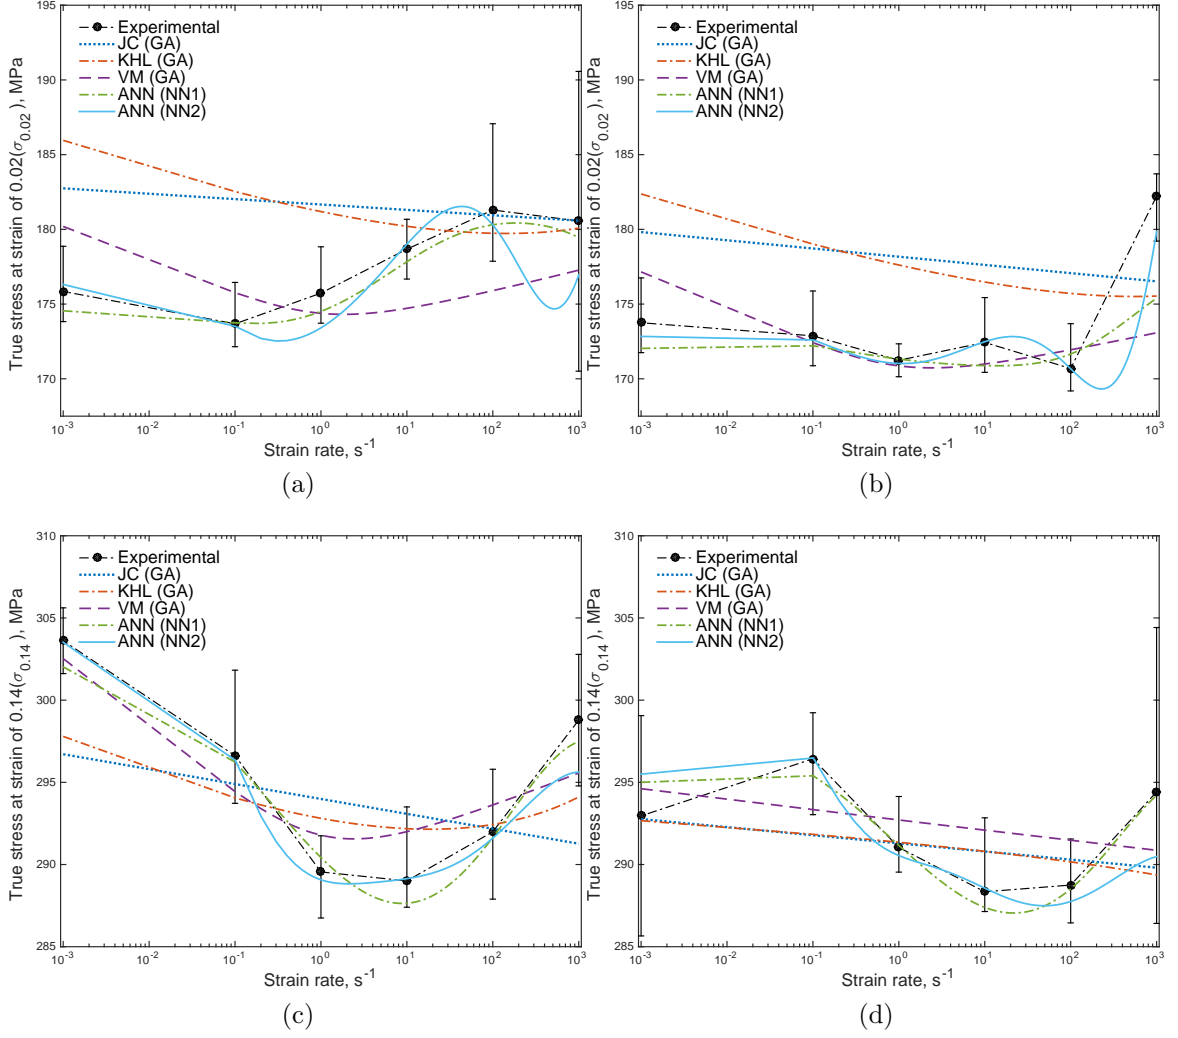 195
190
185
180
175
170
10-3
10-2
10-1
100
101
102
103
True stress at strain of 0.02(σ0.02), MPa
Strain rate, s-1
Experimental
JC (GA)
KHL (GA)
VM (GA)
ANN (NN1)
ANN (NN2)
(a)
195
190
185
180
175
170
10-3
10-2
10-1
100
101
102
103
True stress at strain of 0.02(σ0.02), MPa
Strain rate, s-1
Experimental
JC (GA)
KHL (GA)
VM (GA)
ANN (NN1)
ANN (NN2)
(b)
310
305
300
295
290
285
10-3
10-2
10-1
100
101
102
103
True stress at strain of 0.14(σ0.14), MPa
Strain rate, s-1
Experimental
JC (GA)
KHL (GA)
VM (GA)
ANN (NN1)
ANN (NN2)
(c)
310
305
300
295
290
285
10-3
10-2
10-1
100
101
102
103
True stress at strain of 0.14(σ0.14), MPa
Strain rate, s-1
Experimental
JC (GA)
KHL (GA)
VM (GA)
ANN (NN1)
ANN (NN2)
(d)